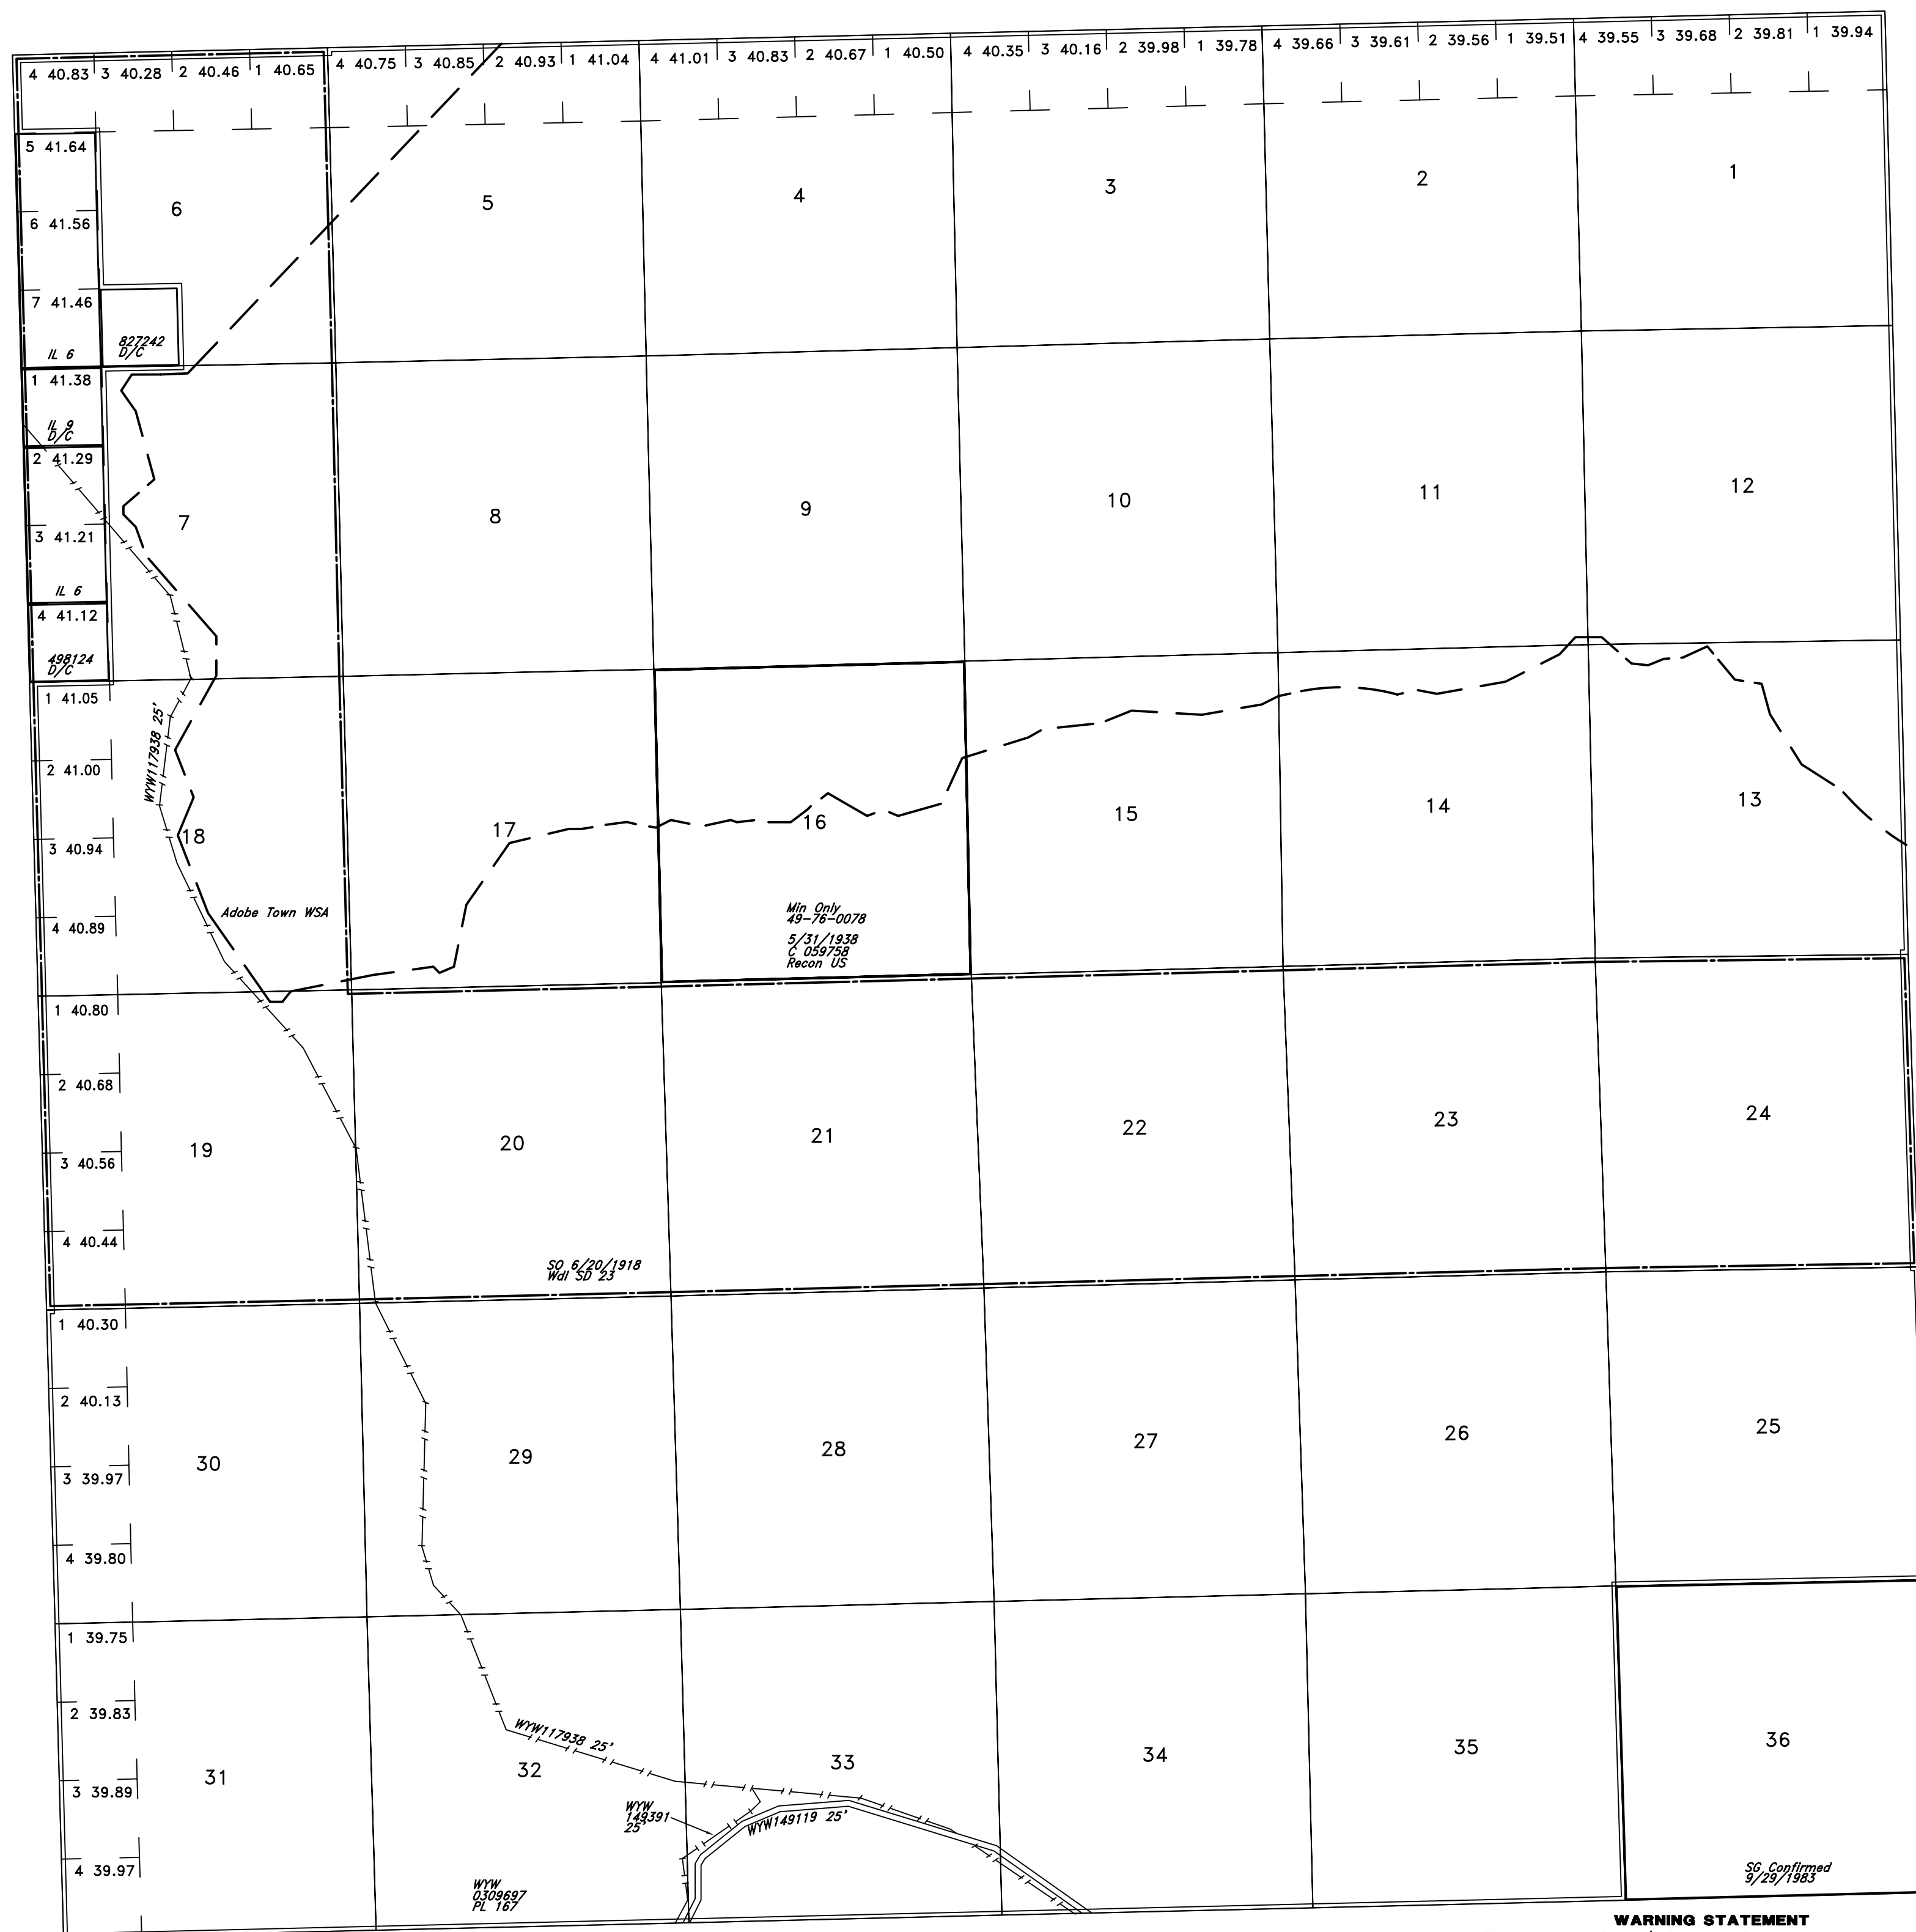 4 40.83 3 40.28 2 40.46 1 40.65 4 40.75 3 40.85 2 40.93 1 41.04 4 41.01 3 40.83 2 40.67 1 40.50 4 40.35 3 40.16 2 39.98 1 39.78 4 39.66 3 39.61 2 39.56 1 39.51 4 39.55 3 39.68 2 39.81 1 39.94
5 41.64
6 5 4 3 2 1
6 41.56
7 41.46
IL 6
827242
D/C
1 41.38
IL 9
D/C
2 41.29
7 8 9 10 11 12
3 41.21
IL 6
4 41.12
498124
D/C
1 41.05
WYW117938 25'
2 41.00
18 17 16 15 14 13
3 40.94
Adobe Town WSA
4 40.89
Min Only
49-76-0078
5/31/1938
C 059758
Recon US
1 40.80
2 40.68
19 20 21 22 23 24
3 40.56
4 40.44
SO 6/20/1918
Wdl SD 23
1 40.30
2 40.13
30 29 28 27 26 25
3 39.97
4 39.80
1 39.75
2 39.83
WYW117938 25'
31 32 33 34 35 36
3 39.89
WYW
149391
25'
WYW149119 25'
4 39.97
WYW
0309697
PL 167
SG Confirmed
9/29/1983
WARNING STATEMENT